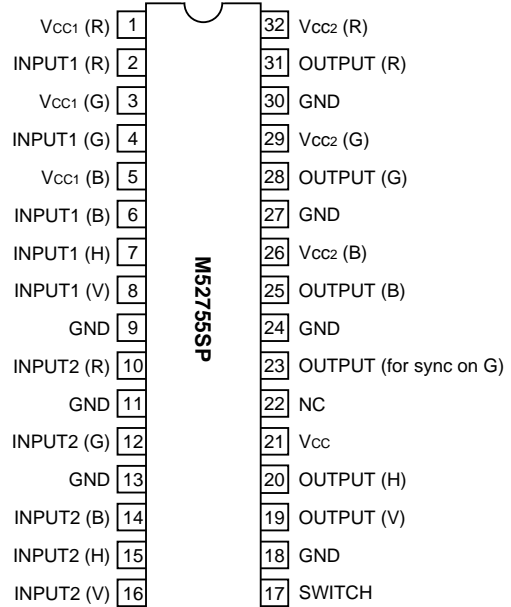 Vcc1 (R) 1 32 Vcc2 (R)
INPUT1 (R) 2 31 OUTPUT (R)
Vcc1 (G) 3 30 GND
INPUT1 (G) 4 29 Vcc2 (G)
Vcc1 (B) 5 28 OUTPUT (G)
INPUT1 (B) 6 27 GND
INPUT1 (H) 7 26 Vcc2 (B)
INPUT1 (V) 8 25 OUTPUT (B)
GND 9 24 GND
INPUT2 (R) 10 23 OUTPUT (for sync on G)
GND 11 22 NC
INPUT2 (G) 12 21 Vcc
GND 13 20 OUTPUT (H)
INPUT2 (B) 14 19 OUTPUT (V)
INPUT2 (H) 15 18 GND
INPUT2 (V) 16 17 SWITCH
M52755SP